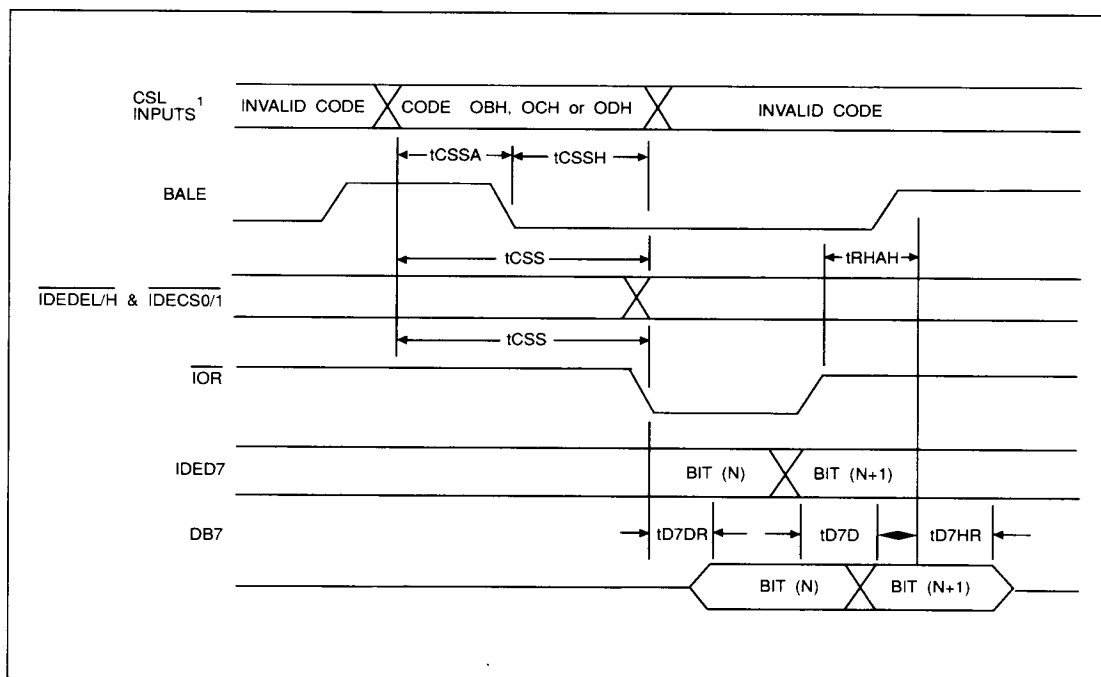 CSL
INPUTS¹
INVALID CODE
CODE OBH, OCH or ODH
INVALID CODE
tCSSA
tCSSH
BALE
tCSS
tRHAH
IDEDEL/H & IDECS0/1
tCSS
IOR
IDED7
BIT (N)
BIT (N+1)
DB7
tD7DR
tD7D
tD7HR
BIT (N)
BIT (N+1)